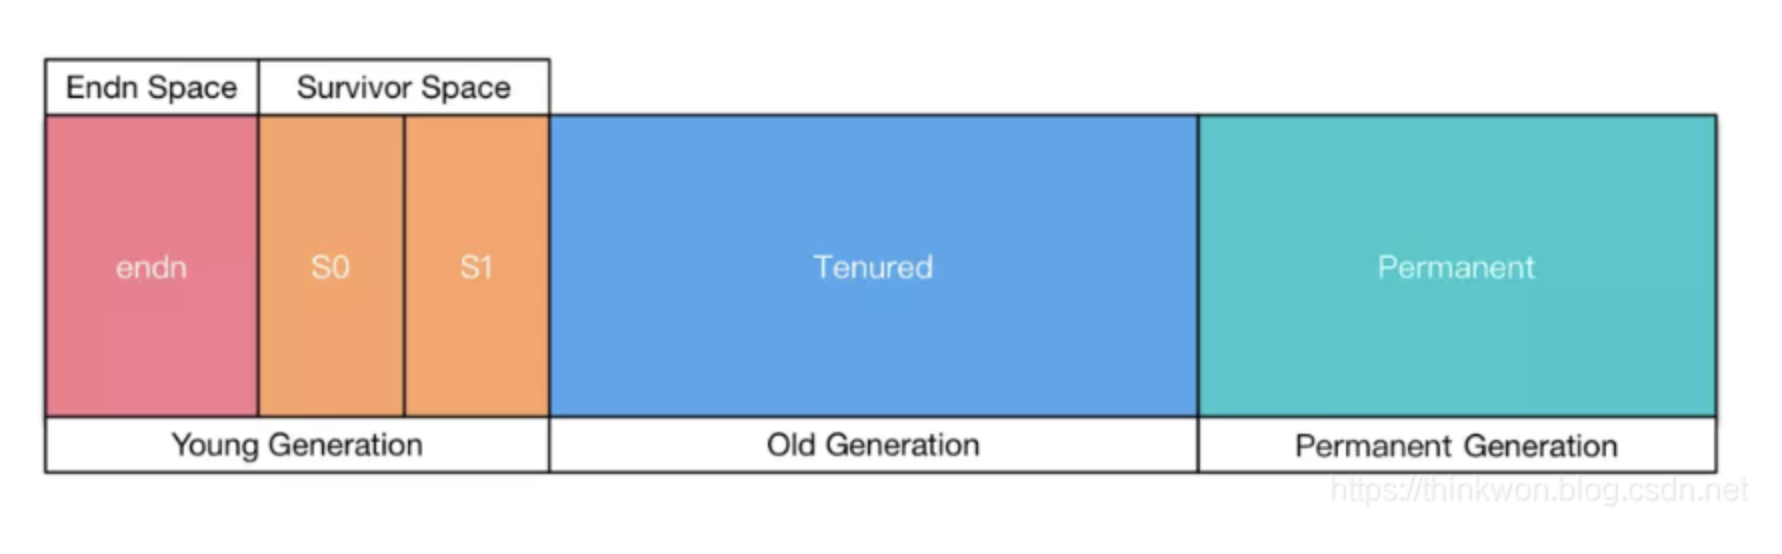 Endn Space
Survivor Space
endn
S0
S1
Tenured
Permanent
Young Generation
Old Generation
Permanent Generation
https://thinkwon.blog.csdn.net